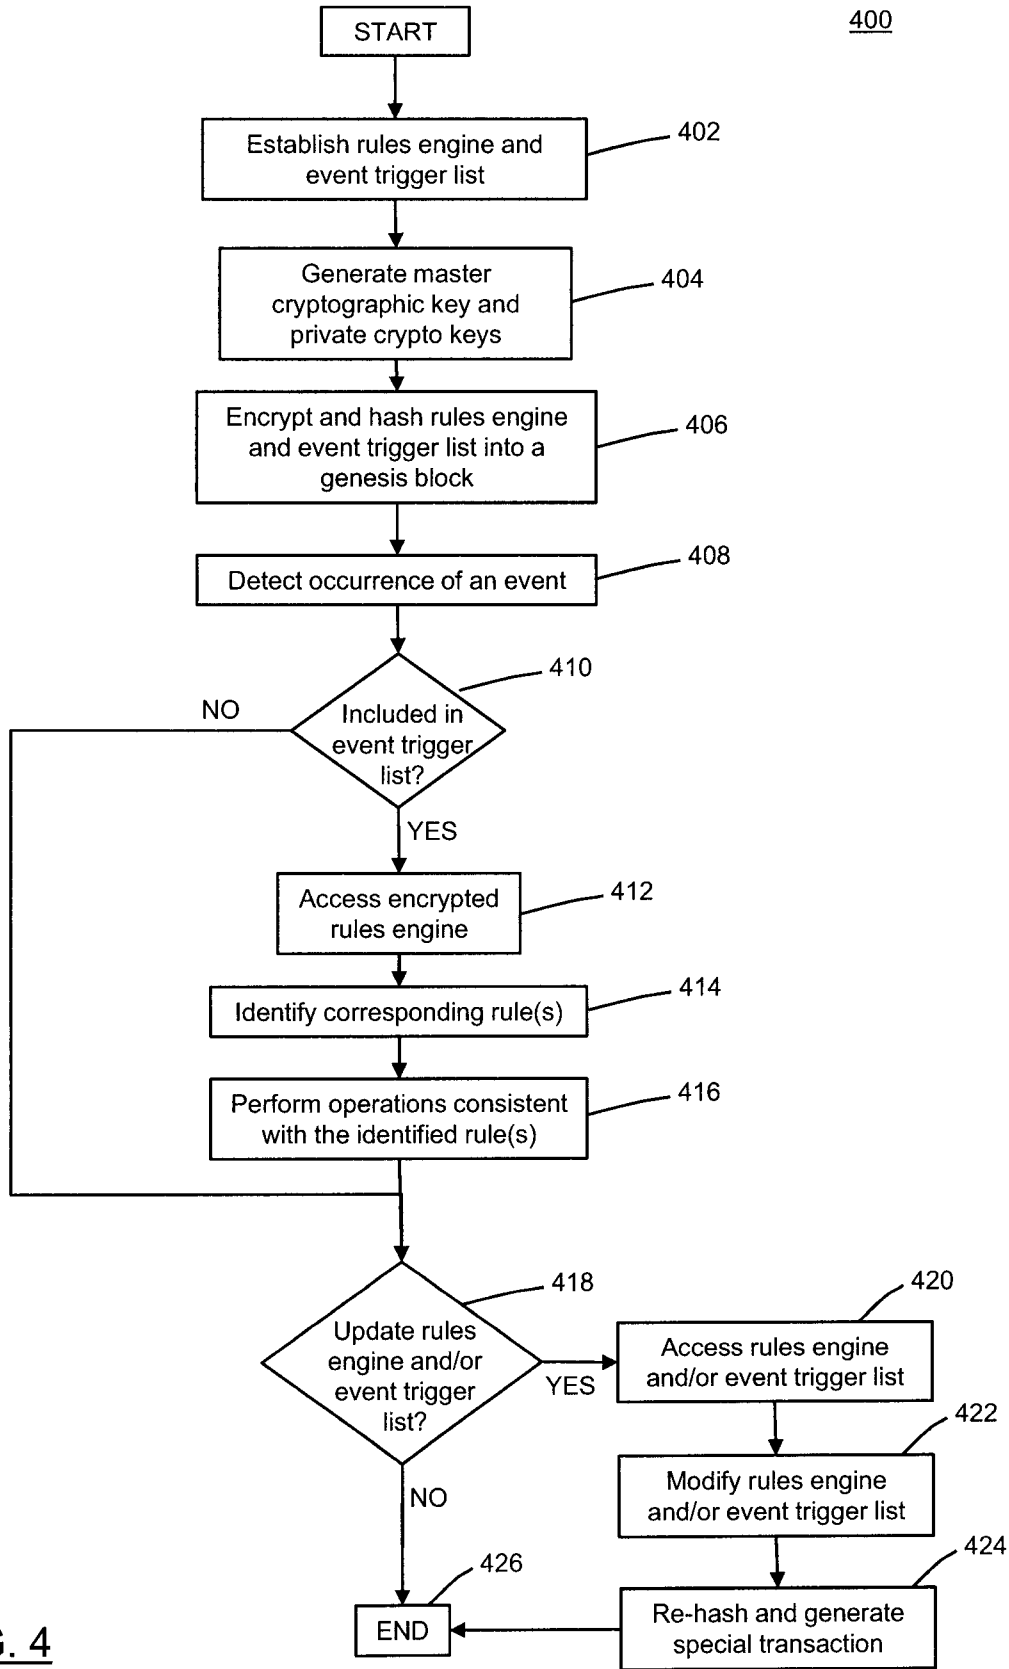 400
START
402
Establish rules engine and
event trigger list
404
Generate master
cryptographic key and
private crypto keys
406
Encrypt and hash rules engine
and event trigger list into a
genesis block
408
Detect occurrence of an event
410
NO
Included in
event trigger
list?
YES
412
Access encrypted
rules engine
414
Identify corresponding rule(s)
416
Perform operations consistent
with the identified rule(s)
418
Update rules
engine and/or
event trigger
list?
YES
420
Access rules engine
and/or event trigger list
422
Modify rules engine
and/or event trigger list
NO
424
Re-hash and generate
special transaction
426
END
G. 4